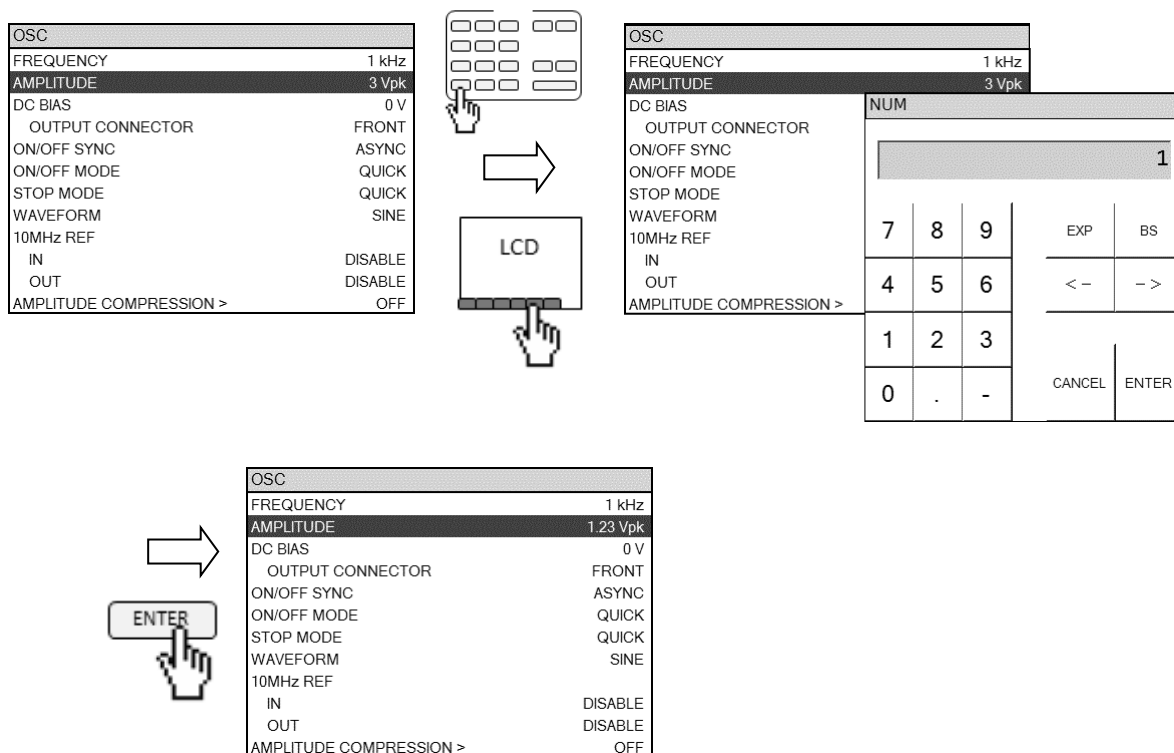 OSC
FREQUENCY 1 kHz
AMPLITUDE 3 Vpk
DC BIAS 0 V
OUTPUT CONNECTOR FRONT
ON/OFF SYNC ASYNC
ON/OFF MODE QUICK
STOP MODE QUICK
WAVEFORM SINE
10MHz REF
IN DISABLE
OUT DISABLE
AMPLITUDE COMPRESSION > OFF
LCD
OSC
FREQUENCY 1 kHz
AMPLITUDE 3 Vpk
DC BIAS
OUTPUT CONNECTOR
ON/OFF SYNC
ON/OFF MODE
STOP MODE
WAVEFORM
10MHz REF
IN
OUT
AMPLITUDE COMPRESSION >
NUM
1
7 8 9 EXP BS
4 5 6 <- ->
1 2 3
0 . - CANCEL ENTER
ENTER
OSC
FREQUENCY 1 kHz
AMPLITUDE 1.23 Vpk
DC BIAS 0 V
OUTPUT CONNECTOR FRONT
ON/OFF SYNC ASYNC
ON/OFF MODE QUICK
STOP MODE QUICK
WAVEFORM SINE
10MHz REF
IN DISABLE
OUT DISABLE
AMPLITUDE COMPRESSION > OFF